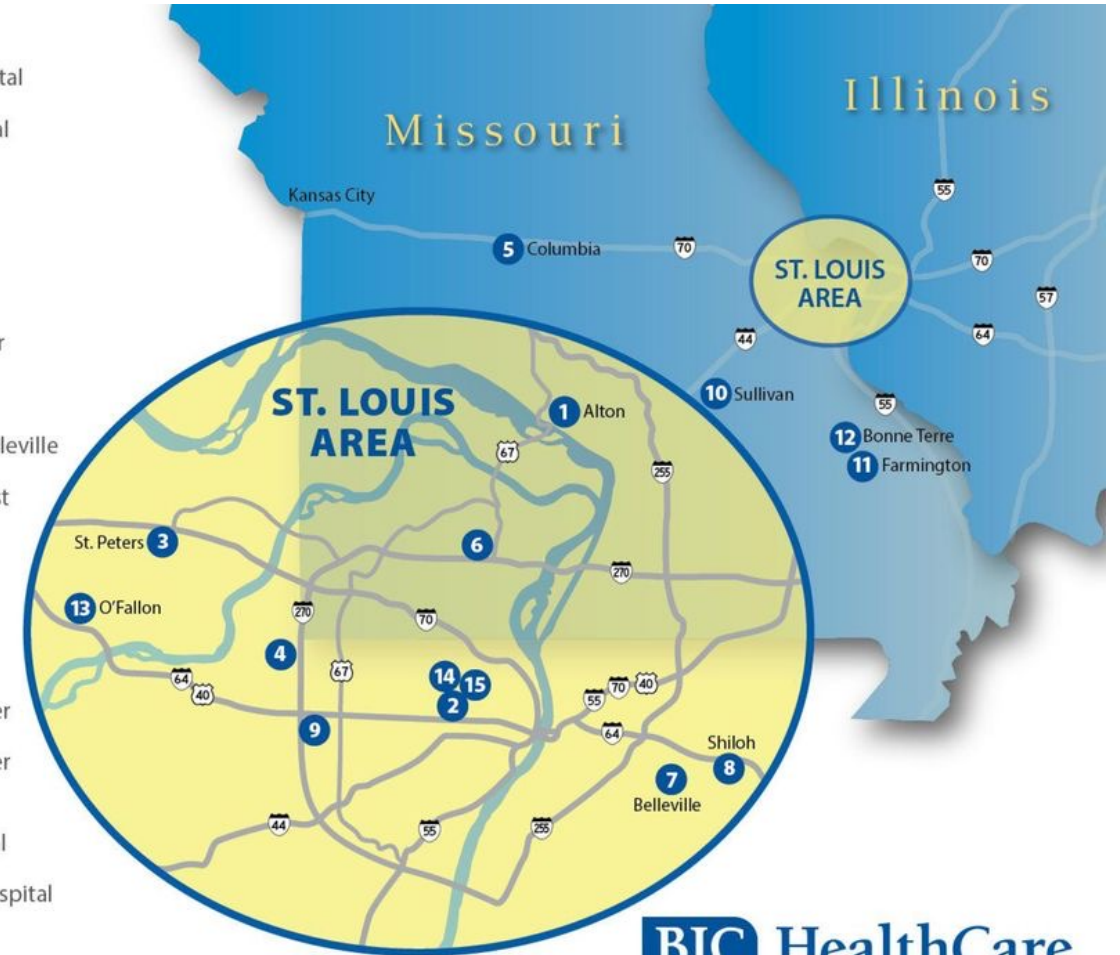 tal
al
r
leville
st
er
er
l
spital
Missouri
Illinois
Kansas City
5 Columbia
70
55
70
57
64
ST. LOUIS
AREA
44
10 Sullivan
55
12 Bonne Terre
11 Farmington
ST. LOUIS
AREA
1 Alton
67
255
St. Peters 3
6
270
13 O'Fallon
270
70
4
67
14
15
2
64
40
55
70
40
9
64
Shiloh
8
7
Belleville
44
55
255
BJC HealthCare